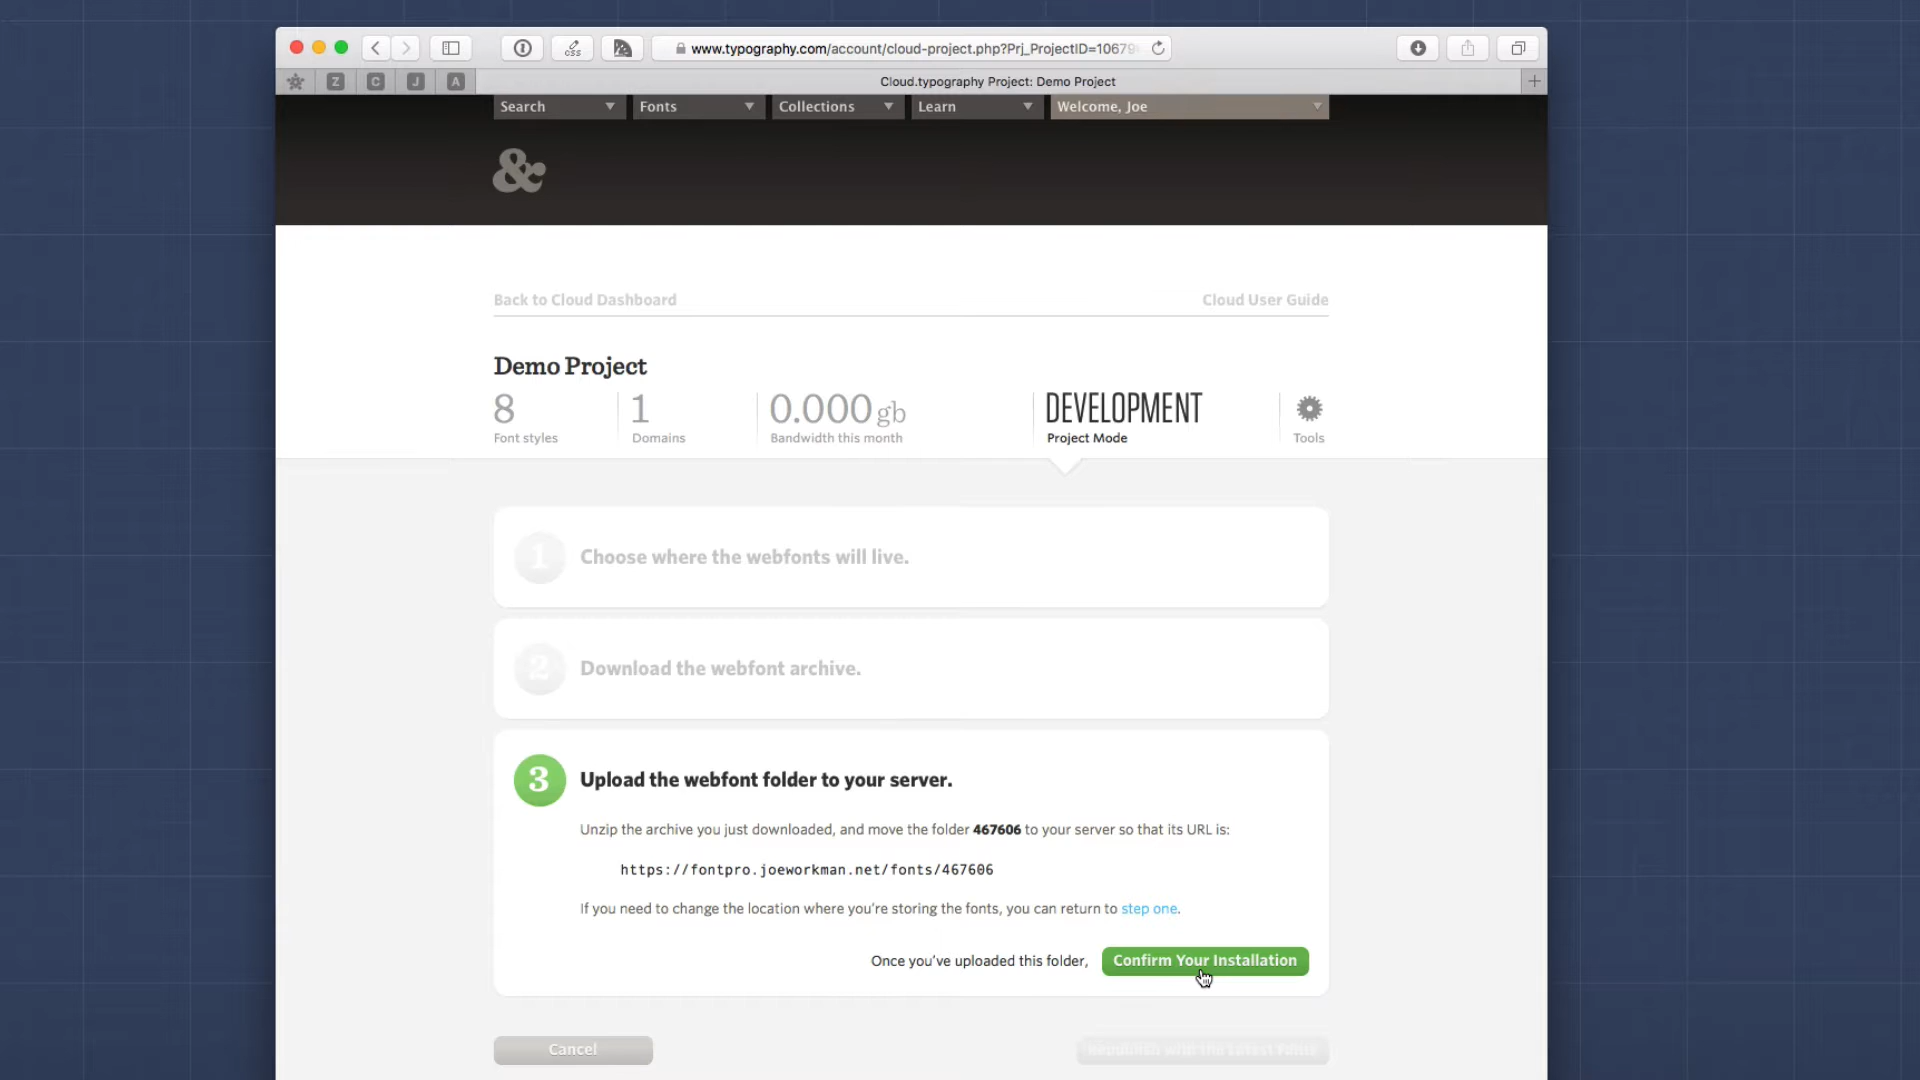 css
www.typography.com/account/cloud-project.php?Prj_ProjectID=10679
Z
C
J
A
Cloud.typography Project: Demo Project
Search
Fonts
Collections
Learn
Welcome, Joe
&
Back to Cloud Dashboard
Cloud User Guide
Demo Project
8
1
0.000 gb
DEVELOPMENT
Font styles
Domains
Bandwidth this month
Project Mode
Tools
1
Choose where the webfonts will live.
2
Download the webfont archive.
3
Upload the webfont folder to your server.
Unzip the archive you just downloaded, and move the folder 467606 to your server so that its URL is:
https://fontpro.joeworkman.net/fonts/467606
If you need to change the location where you’re storing the fonts, you can return to step one.
Once you’ve uploaded this folder,
Confirm Your Installation
Cancel